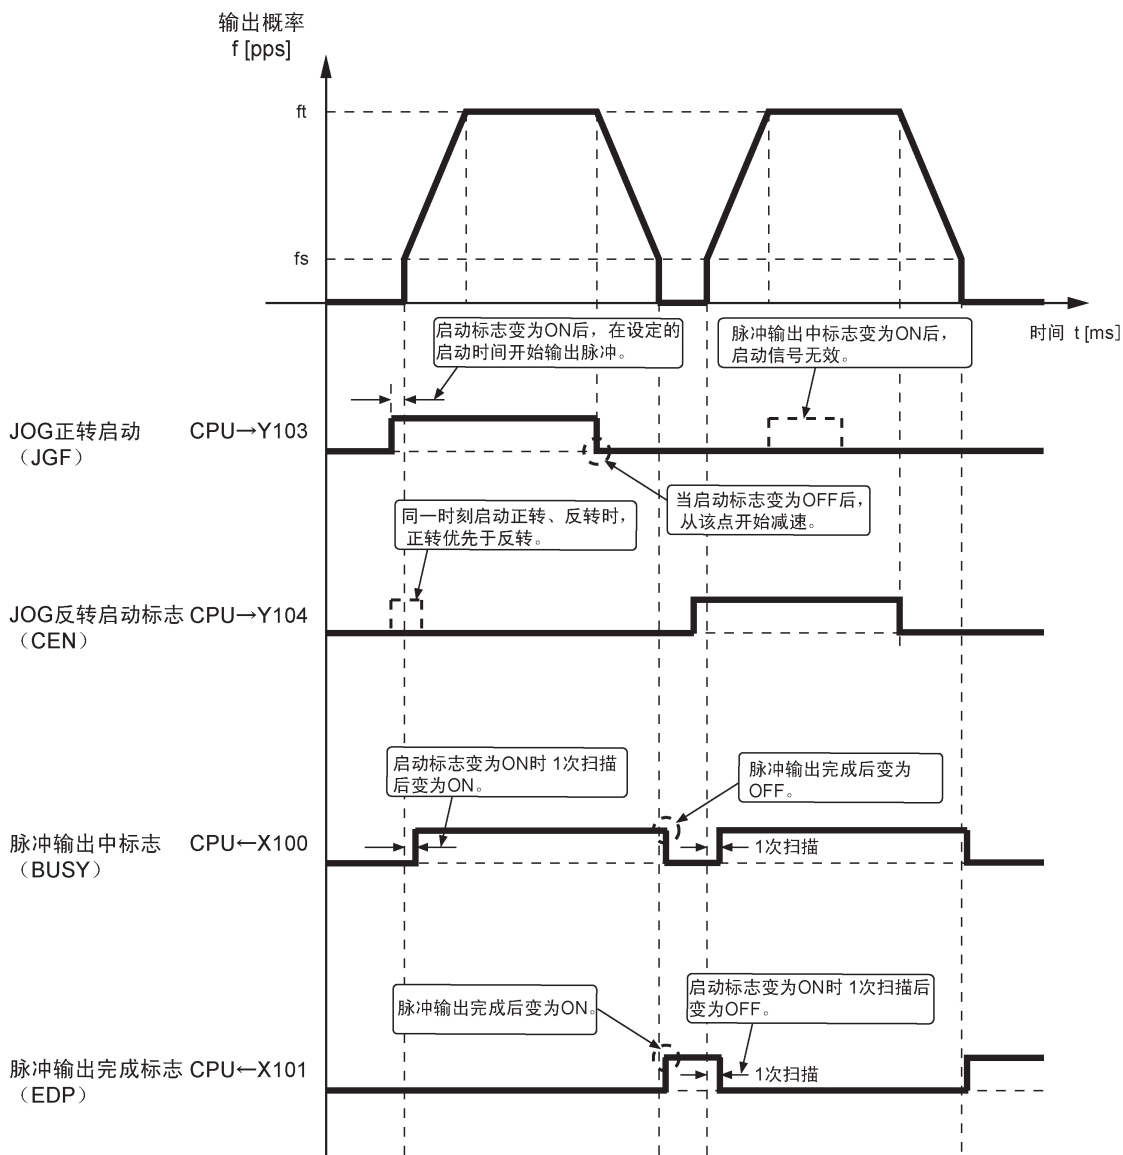 输出概率
f [pps]
ft
fs
时间 t [ms]
启动标志变为ON后，在设定的
启动时间开始输出脉冲。
脉冲输出中标志变为ON后，
启动信号无效。
JOG正转启动 CPU→Y103
（JGF）
当启动标志变为OFF后，
从该点开始减速。
同一时刻启动正转、反转时，
正转优先于反转。
JOG反转启动标志 CPU→Y104
（CEN）
启动标志变为ON时 1次扫描
后变为ON。
脉冲输出完成后变为
OFF。
脉冲输出中标志 CPU←X100
（BUSY）
1次扫描
脉冲输出完成后变为ON。
启动标志变为ON时 1次扫描后
变为OFF。
脉冲输出完成标志 CPU←X101
（EDP）
1次扫描